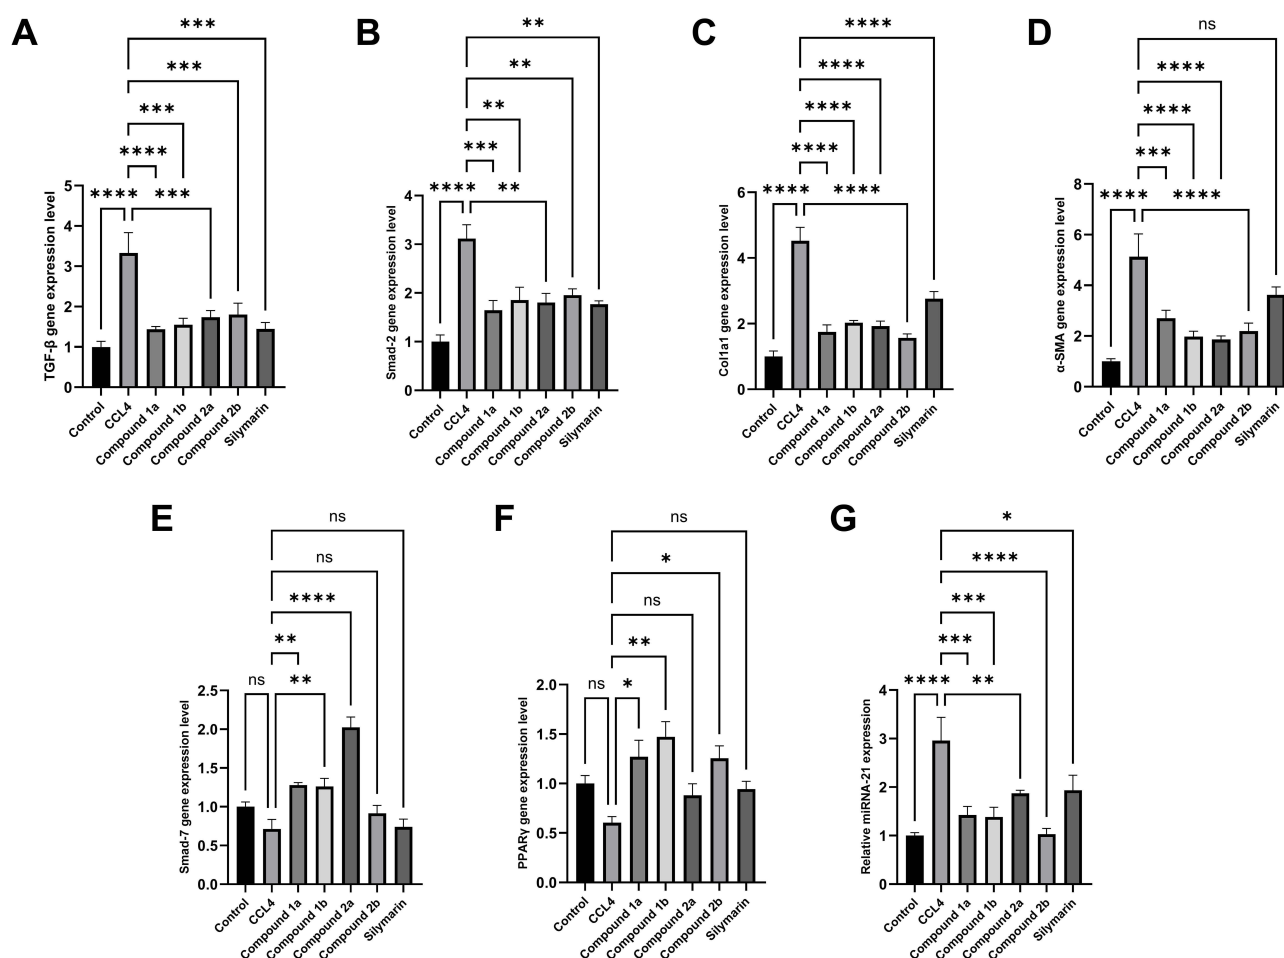 A
***
***
***
****
**** ***
TGF-β gene expression level
5
4
3
2
1
0
Control
CCL4
Compound 1a
Compound 1b
Compound 2a
Compound 2b
Silymarin
B
**
**
**
***
**** **
Smad-2 gene expression level
4
3
2
1
0
Control
CCL4
Compound 1a
Compound 1b
Compound 2a
Compound 2b
Silymarin
C
****
****
****
****
**** ****
Col1a1 gene expression level
6
4
2
0
Control
CCL4
Compound 1a
Compound 1b
Compound 2a
Compound 2b
Silymarin
D
ns
****
****
***
**** ****
α-SMA gene expression level
8
6
4
2
0
Control
CCL4
Compound 1a
Compound 1b
Compound 2a
Compound 2b
Silymarin
E
ns
ns
****
**
ns **
Smad-7 gene expression level
2.5
2.0
1.5
1.0
0.5
0.0
Control
CCL4
Compound 1a
Compound 1b
Compound 2a
Compound 2b
Silymarin
F
ns
*
ns
**
ns *
PPARγ gene expression level
2.0
1.5
1.0
0.5
0.0
Control
CCL4
Compound 1a
Compound 1b
Compound 2a
Compound 2b
Silymarin
G
*
****
***
***
**** **
Relative miRNA-21 expression
4
3
2
1
0
Control
CCL4
Compound 1a
Compound 1b
Compound 2a
Compound 2b
Silymarin